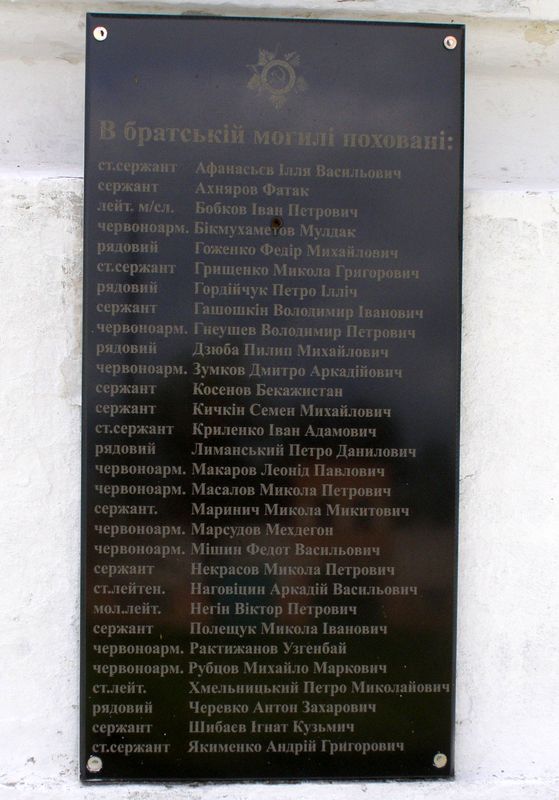 В братській могилі поховані:
ст.сержант Афанасьєв Ілля Васильович
сержант Ахняров Фатак
лейт. м/сл. Бобков Іван Петрович
червоноарм. Бікмухаметов Мулдак
рядовий Гоженко Федір Михайлович
ст.сержант Грищенко Микола Григорович
рядовий Гордійчук Петро Ілліч
сержант Гашошкін Володимир Іванович
червоноарм. Гнеушев Володимир Петрович
рядовий Дзюба Пилип Михайлович
червоноарм. Зумков Дмитро Аркадійович
сержант Косенов Бекажистан
сержант Кичкін Семен Михайлович
ст.сержант Криленко Іван Адамович
рядовий Лиманський Петро Данилович
червоноарм. Макаров Леонід Павлович
червоноарм. Масалов Микола Петрович
сержант. Маринич Микола Микитович
червоноарм. Марсудов Мехдегон
червоноарм. Мішин Федот Васильович
сержант Некрасов Микола Петрович
ст.лейтен. Наговіцин Аркадій Васильович
мол.лейт. Негін Віктор Петрович
сержант Полещук Микола Іванович
червоноарм. Рактижанов Узгенбай
червоноарм. Рубцов Михайло Маркович
ст.лейт. Хмельницький Петро Миколайович
рядовий Черевко Антон Захарович
сержант Шибаєв Ігнат Кузьмич
ст.сержант Якименко Андрій Григорович